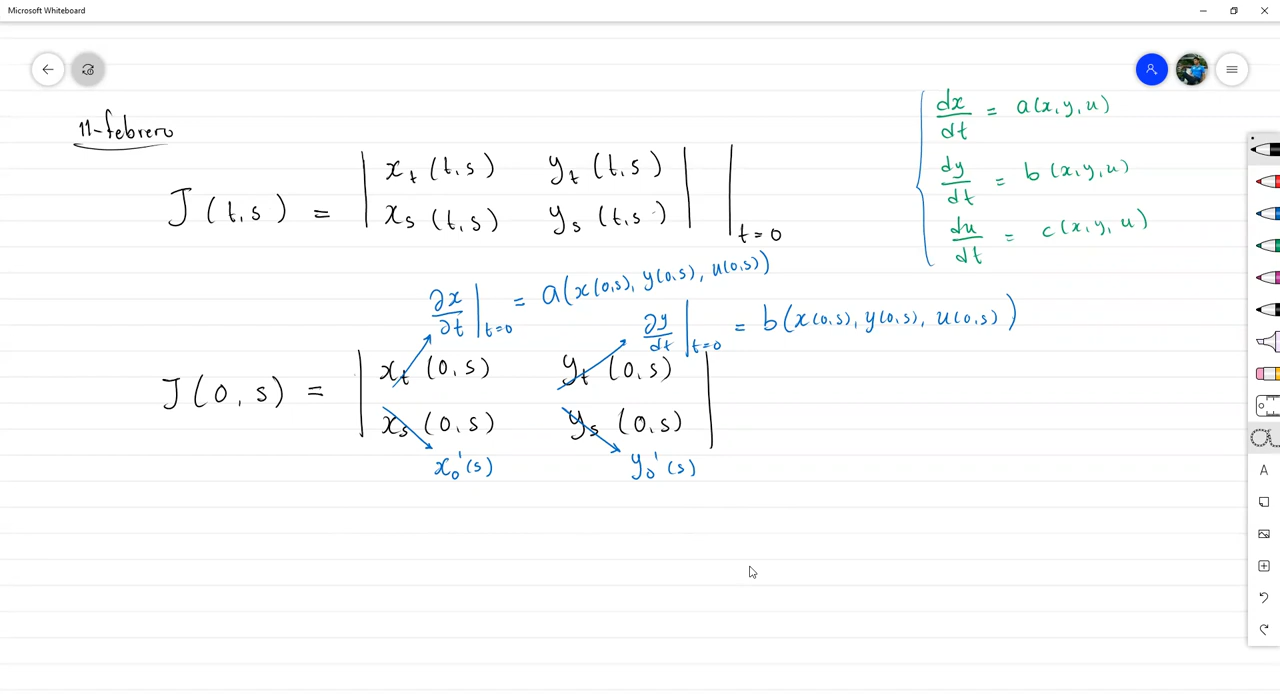 Microsoft Whiteboard
11-febrero
J(t,s) = | x_t (t,s) y_t (t,s) | |
| x_s (t,s) y_s (t,s) | |_{t=0}
dx/dt = a(x,y,u)
dy/dt = b(x,y,u)
du/dt = c(x,y,u)
∂x/∂t |_{t=0} = a(x(0,s), y(0,s), u(0,s))
∂y/dt |_{t=0} = b(x(0,s), y(0,s), u(0,s))
J(0,s) = | x_t (0,s) y_t (0,s) |
| x_s (0,s) y_s (0,s) |
x_0'(s) y_0'(s)
A